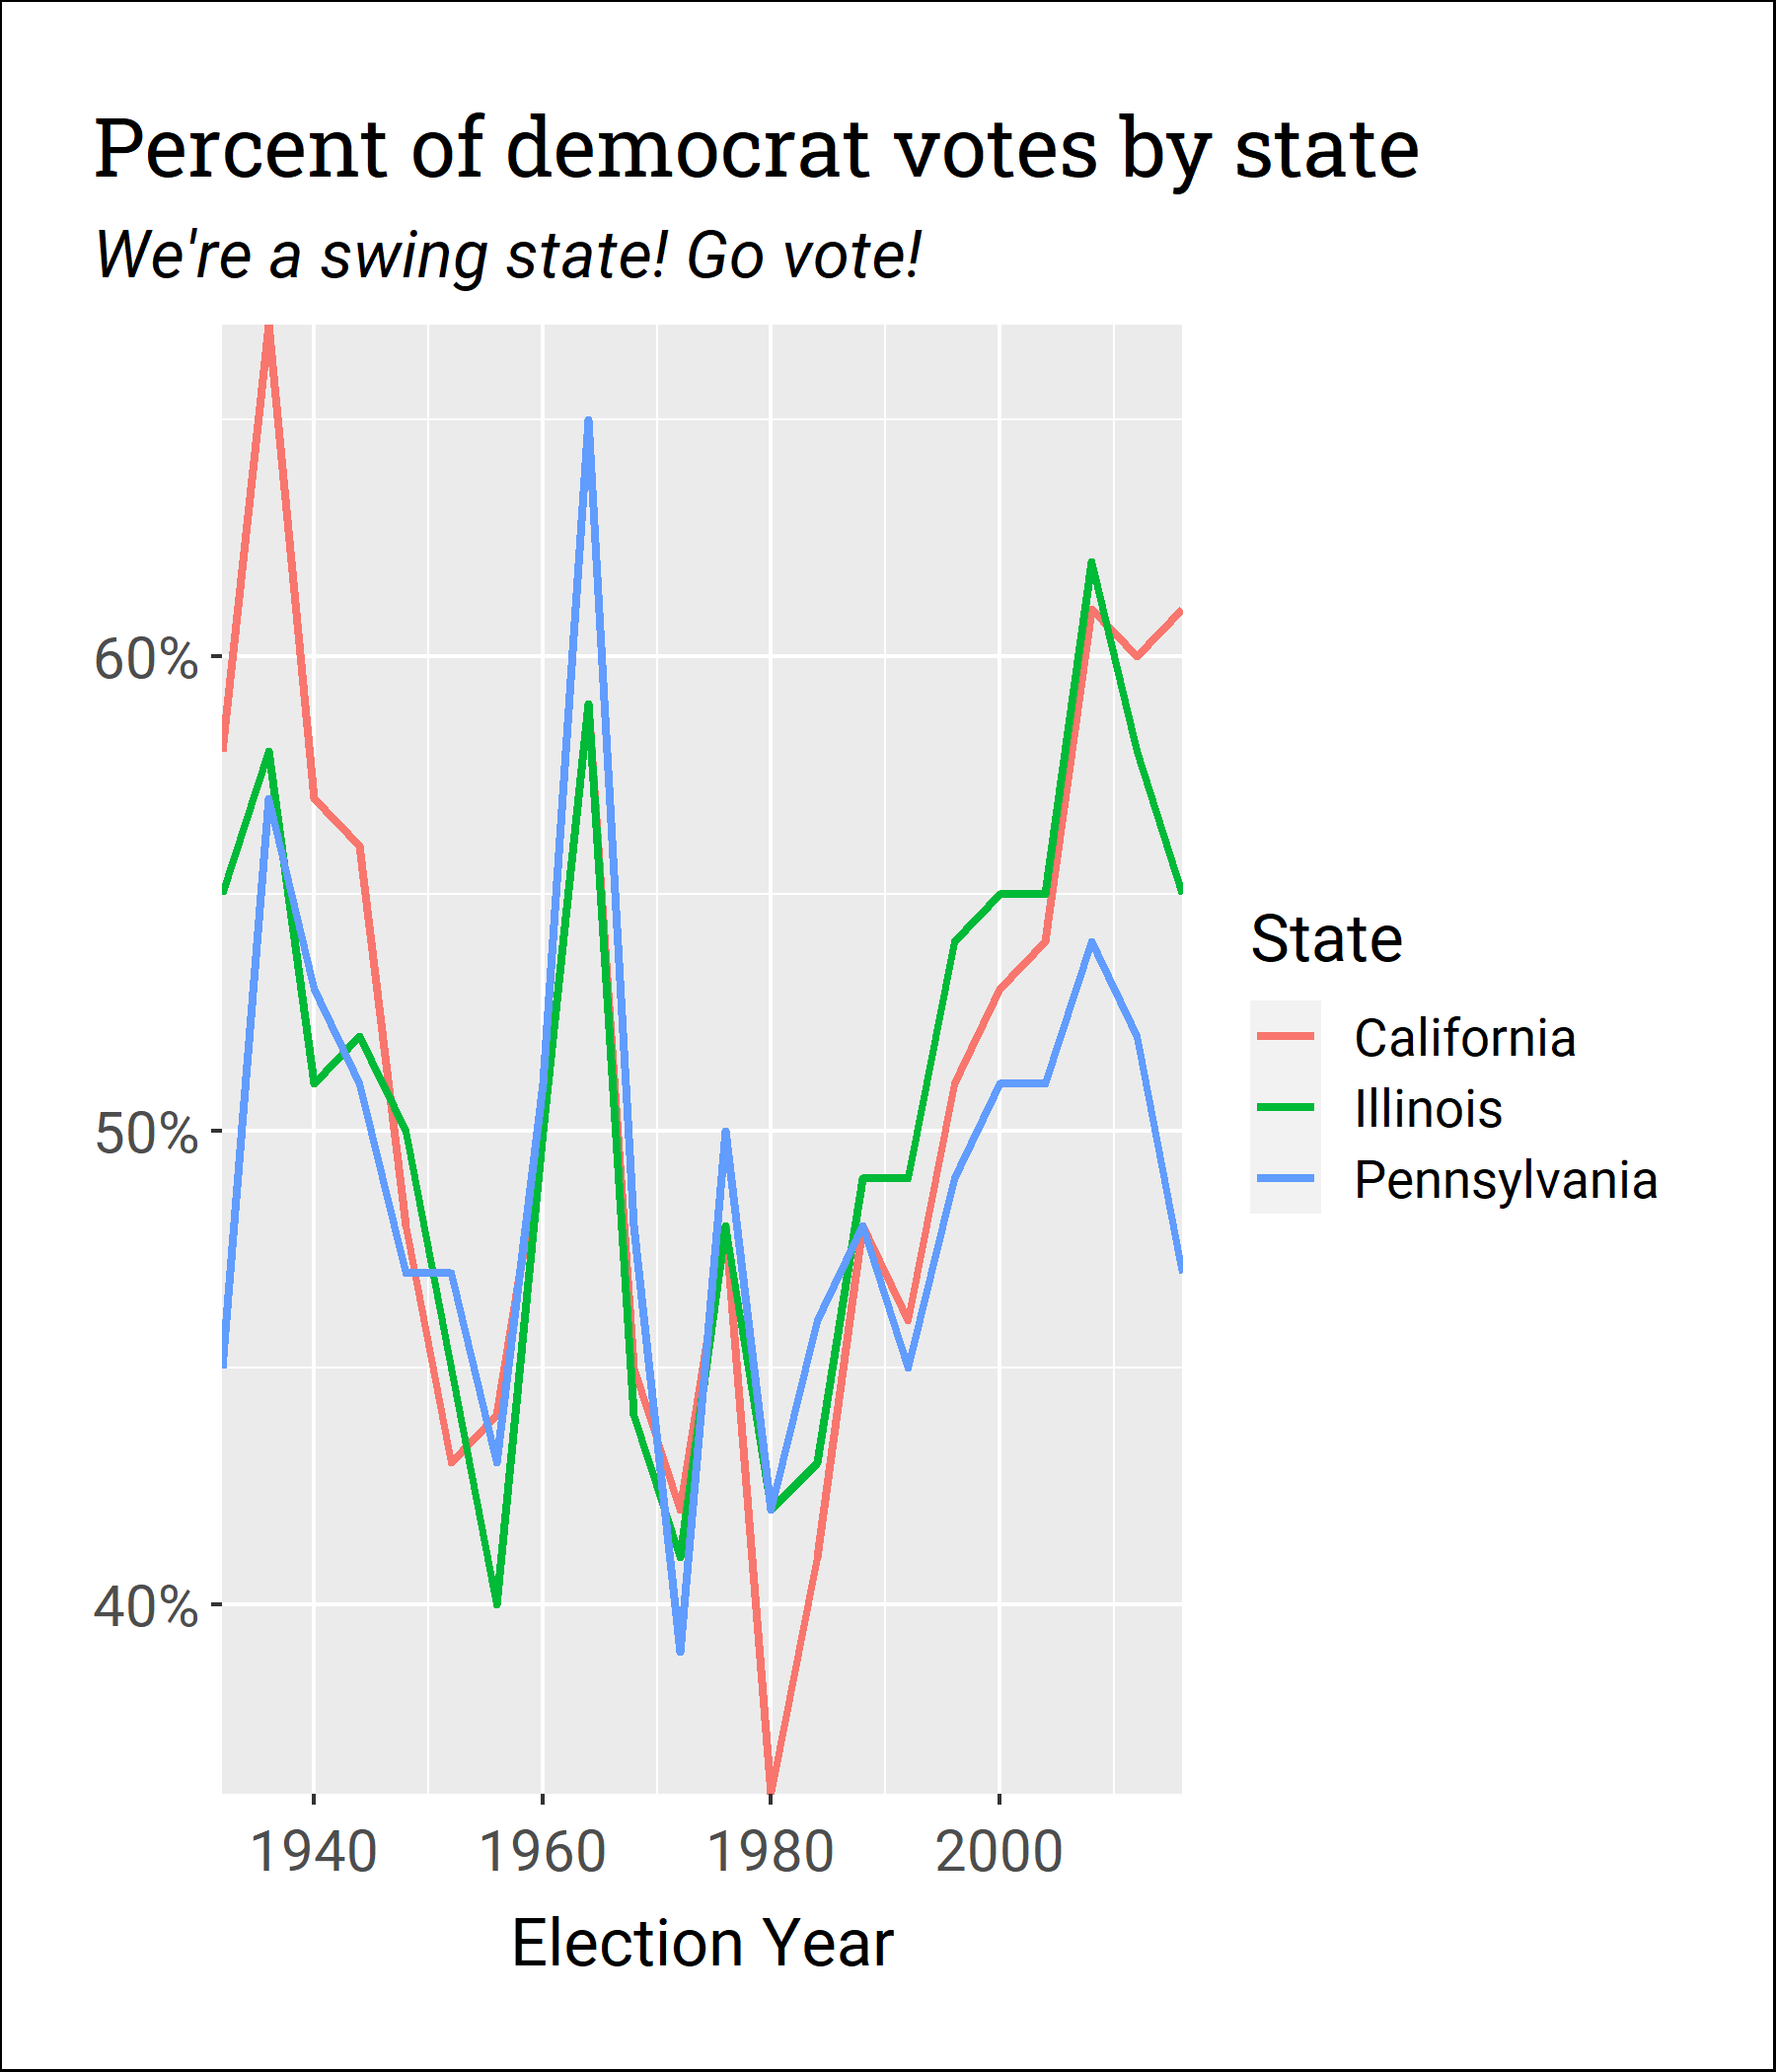 Percent of democrat votes by state
We're a swing state! Go vote!
60%
50%
40%
1940 1960 1980 2000
Election Year
State
California
Illinois
Pennsylvania